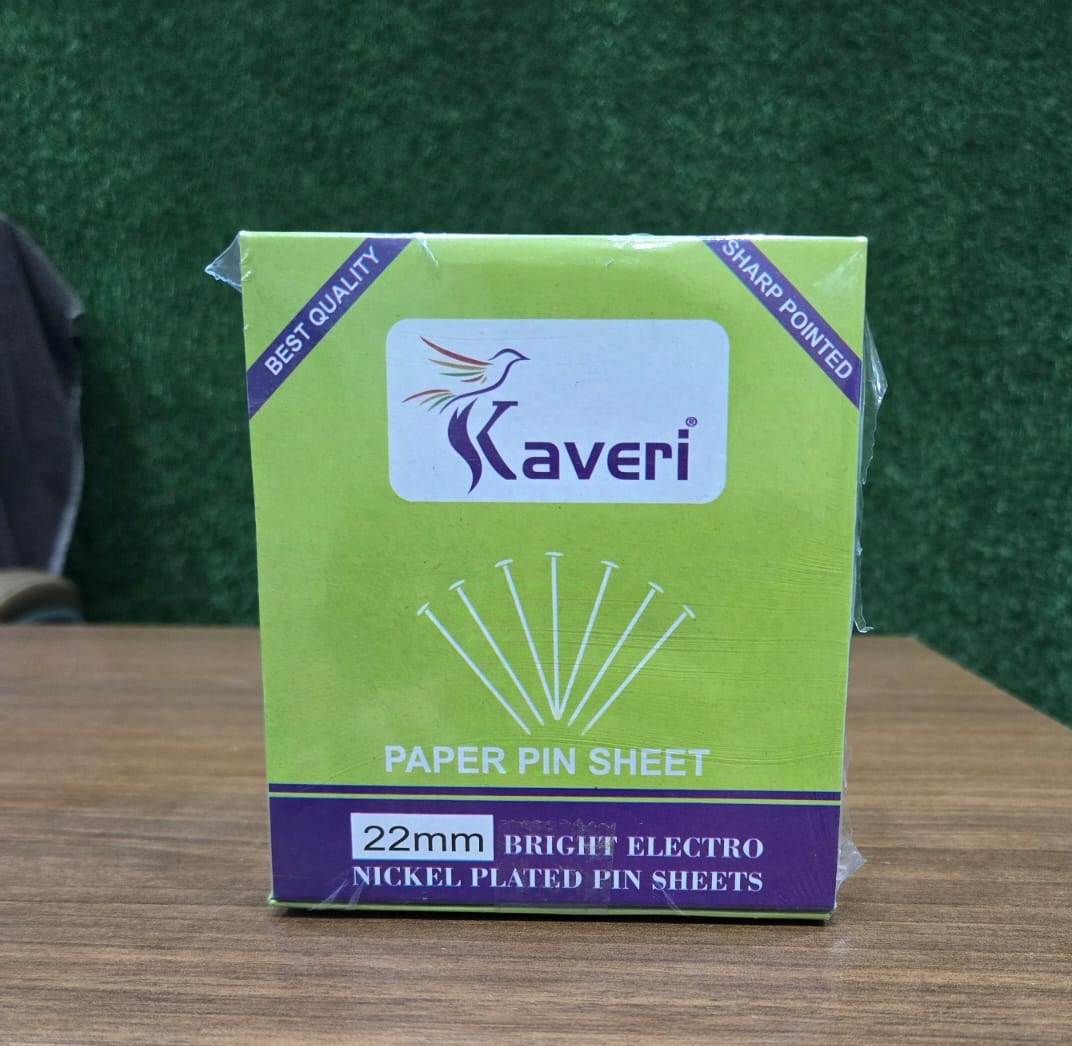 BEST QUALITY
SHARP POINTED
Kaveri®
PAPER PIN SHEET
22mm BRIGHT ELECTRO
NICKEL PLATED PIN SHEETS